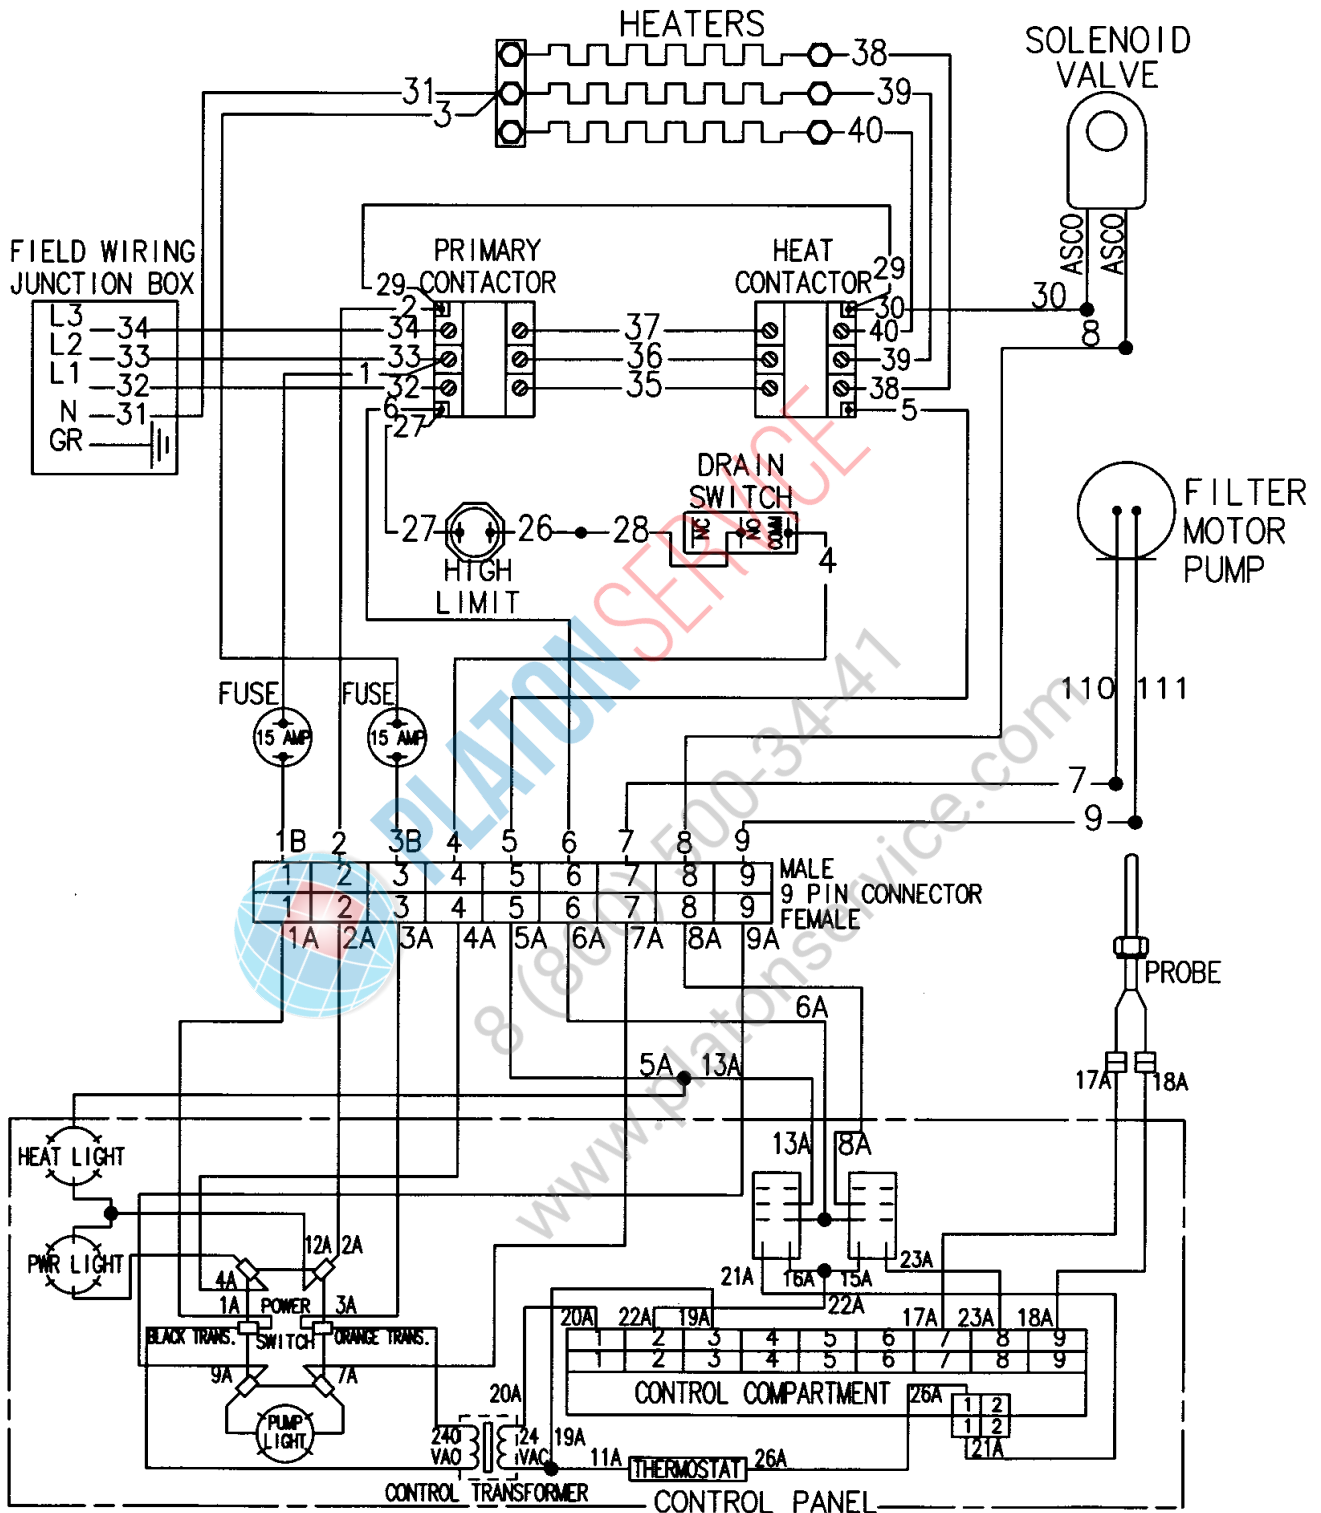 HEATERS
SOLENOID
VALVE
38
31
39
3
40
ASCO
ASCO
FIELD WIRING
JUNCTION BOX
PRIMARY
CONTACTOR
HEAT
CONTACTOR
29
29
2
30
30
L3
34
34
37
40
8
L2
33
33
36
39
L1
1
32
32
35
38
N
31
6
5
GR
27
DRAIN
SWITCH
NC
NO
COMM
27
26
28
4
HIGH
LIMIT
FILTER
MOTOR
PUMP
110
111
FUSE
FUSE
15 AMP
15 AMP
7
9
1B 2 3B 4 5 6 7 8 9
1 2 3 4 5 6 7 8 9
1 2 3 4 5 6 7 8 9
MALE
9 PIN CONNECTOR
FEMALE
1A 2A 3A 4A 5A 6A 7A 8A 9A
PLATONSERVICE
8 (800) 500-34-41
www.platonservice.com
PROBE
6A
5A
13A
17A
18A
HEAT LIGHT
13A
8A
PWR LIGHT
12A
2A
4A
23A
21A
16A
15A
1A
POWER
SWITCH
3A
22A
BLACK TRANS.
ORANGE TRANS.
20A
22A
19A
17A
23A
18A
1 2 3 4 5 6 7 8 9
1 2 3 4 5 6 7 8 9
9A
7A
CONTROL COMPARTMENT
26A
20A
1 2
1 2
PUMP
LIGHT
240
VAC
24
VAC
19A
11A
THERMOSTAT
26A
21A
CONTROL TRANSFORMER
CONTROL PANEL